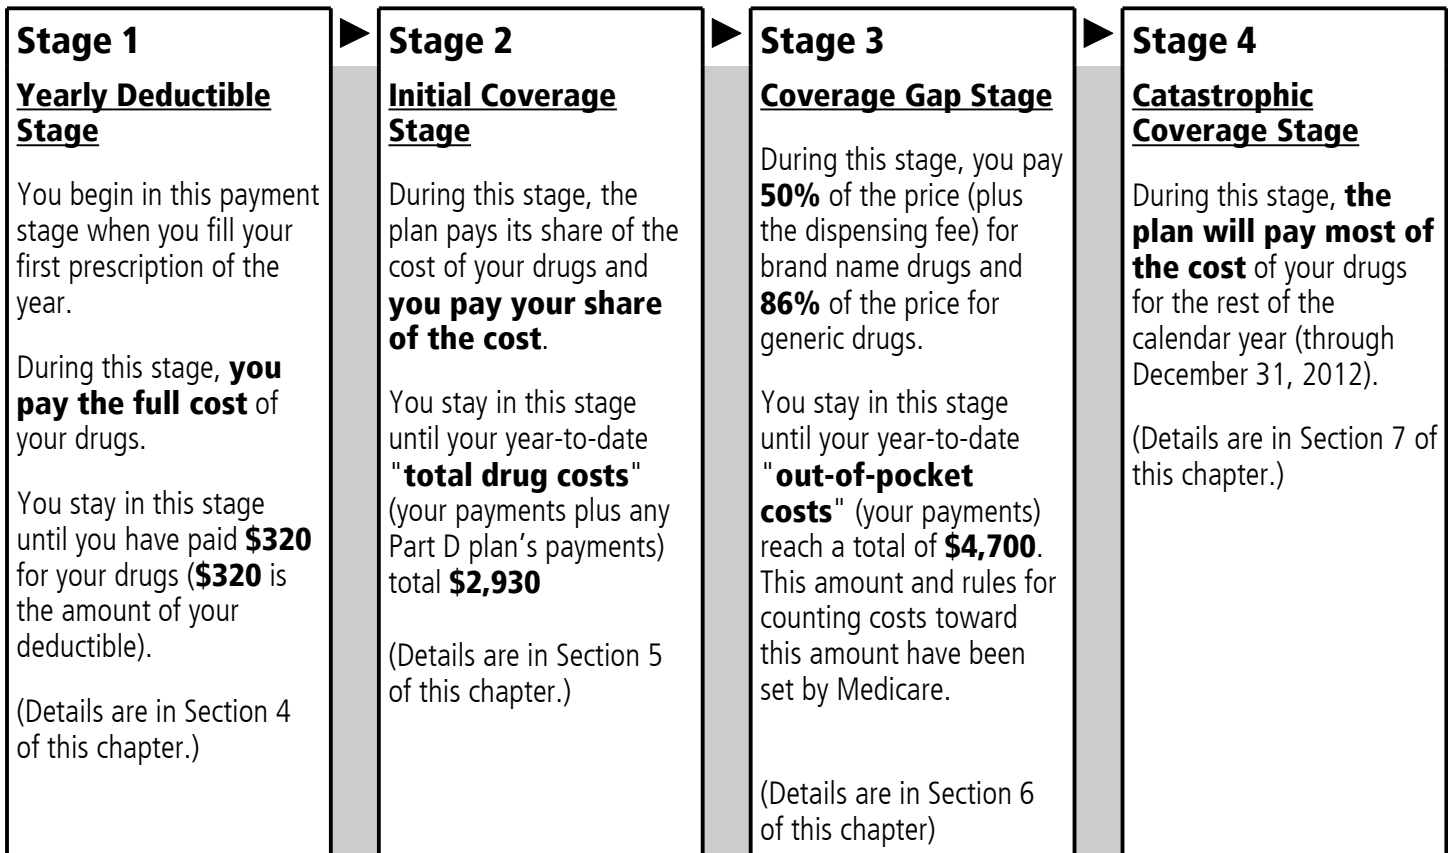 Stage 1
Yearly Deductible
Stage
You begin in this payment
stage when you fill your
first prescription of the
year.
During this stage, you
pay the full cost of
your drugs.
You stay in this stage
until you have paid $320
for your drugs ($320 is
the amount of your
deductible).
(Details are in Section 4
of this chapter.)
Stage 2
Initial Coverage
Stage
During this stage, the
plan pays its share of the
cost of your drugs and
you pay your share
of the cost.
You stay in this stage
until your year-to-date
"total drug costs"
(your payments plus any
Part D plan’s payments)
total $2,930
(Details are in Section 5
of this chapter.)
Stage 3
Coverage Gap Stage
During this stage, you pay
50% of the price (plus
the dispensing fee) for
brand name drugs and
86% of the price for
generic drugs.
You stay in this stage
until your year-to-date
"out-of-pocket
costs" (your payments)
reach a total of $4,700.
This amount and rules for
counting costs toward
this amount have been
set by Medicare.
(Details are in Section 6
of this chapter)
Stage 4
Catastrophic
Coverage Stage
During this stage, the
plan will pay most of
the cost of your drugs
for the rest of the
calendar year (through
December 31, 2012).
(Details are in Section 7 of
this chapter.)